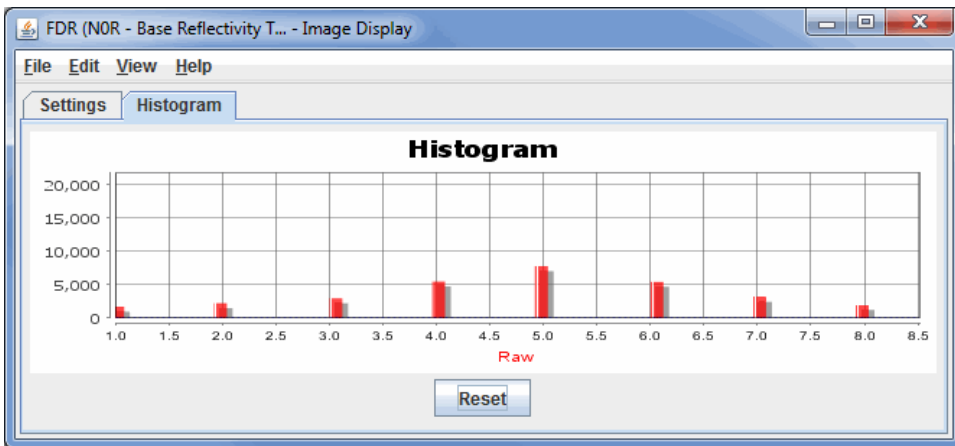 FDR (N0R - Base Reflectivity T... - Image Display
File Edit View Help
Settings Histogram
Histogram
20,000
15,000
10,000
5,000
0
1.0 1.5 2.0 2.5 3.0 3.5 4.0 4.5 5.0 5.5 6.0 6.5 7.0 7.5 8.0 8.5
Raw
Reset